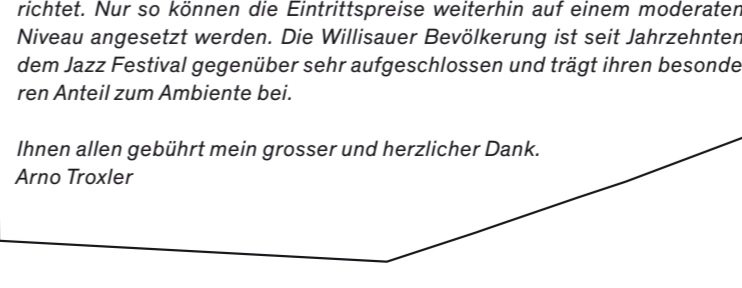 richtet. Nur so können die Eintrittspreise weiterhin auf einem moderaten
Niveau angesetzt werden. Die Willisauer Bevölkerung ist seit Jahrzehnten
dem Jazz Festival gegenüber sehr aufgeschlossen und trägt ihren besonde
ren Anteil zum Ambiente bei.
Ihnen allen gebührt mein grosser und herzlicher Dank.
Arno Troxler